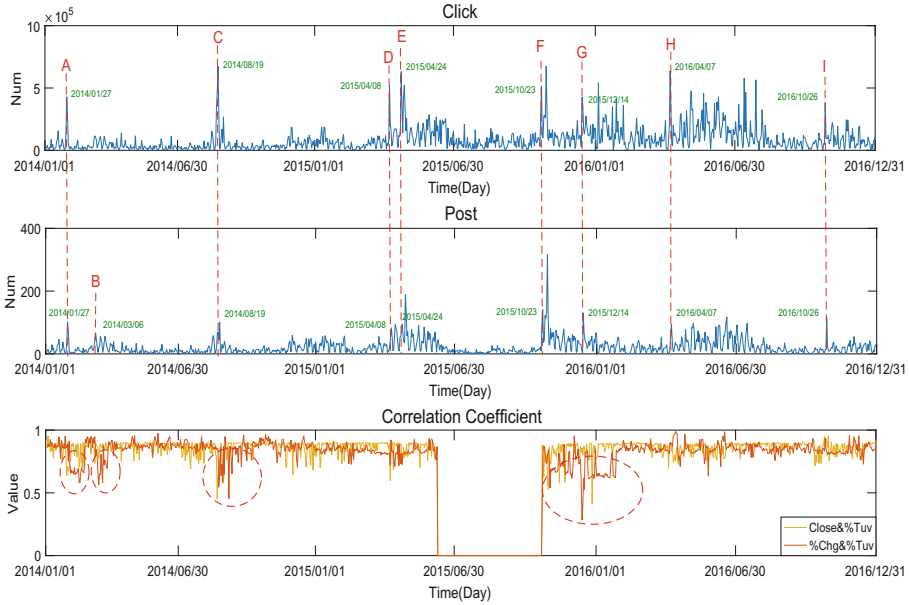 Click
× 10⁵
10
5
0
Num
A
C
D
E
F
G
H
I
2014/01/27
2014/08/19
2015/04/08
2015/04/24
2015/10/23
2015/12/14
2016/04/07
2016/10/26
2014/01/01
2014/06/30
2015/01/01
2015/06/30
2016/01/01
2016/06/30
2016/12/31
Time(Day)
Post
400
200
0
Num
B
2014/01/27
2014/03/06
2014/08/19
2015/04/08
2015/04/24
2015/10/23
2015/12/14
2016/04/07
2016/10/26
2014/01/01
2014/06/30
2015/01/01
2015/06/30
2016/01/01
2016/06/30
2016/12/31
Time(Day)
Correlation Coefficient
1
0.5
0
Value
Close&%Tuv
%Chg&%Tuv
2014/01/01
2014/06/30
2015/01/01
2015/06/30
2016/01/01
2016/06/30
2016/12/31
Time(Day)